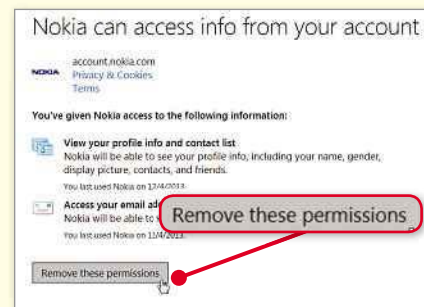 Nokia can access info from your account
account.nokia.com
NOKIA
Privacy & Cookies
Terms
You've given Nokia access to the following information:
View your profile info and contact list
Nokia will be able to see your profile info, including your name, gender,
display picture, contacts, and friends.
You last used Nokia on 12/4/2013.
Access your email
Nokia will be able to
You last used Nokia on 11/4/2013.
Remove these permissions
Remove these permissions